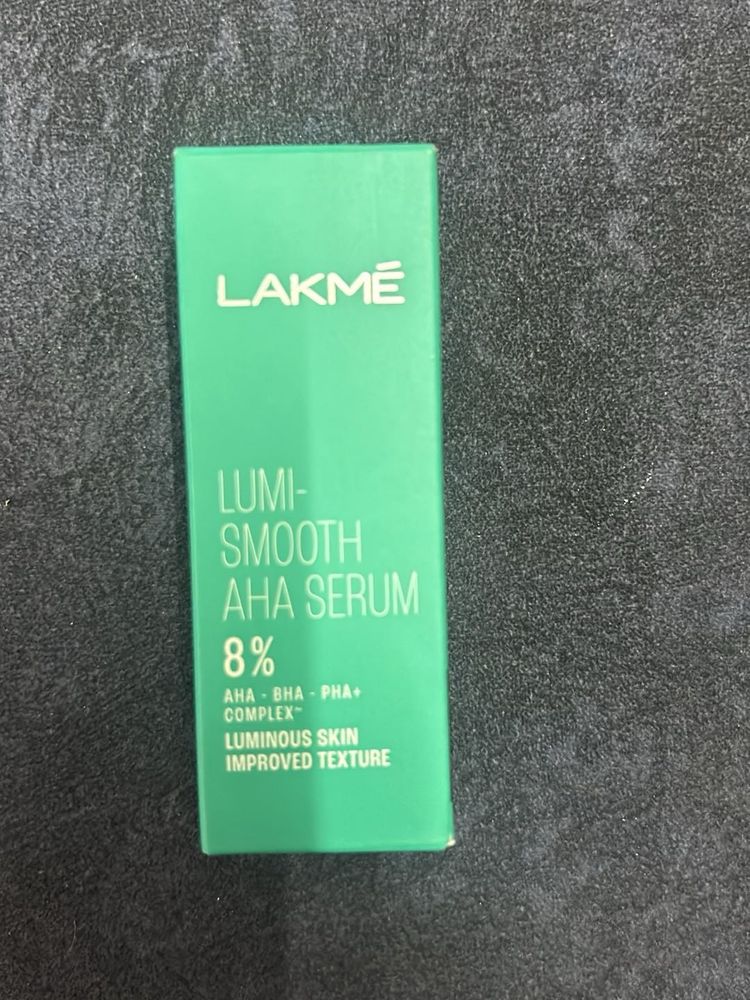 LAKMÉ
LUMI-
SMOOTH
AHA SERUM
8%
AHA - BHA - PHA+
COMPLEX™
LUMINOUS SKIN
IMPROVED TEXTURE